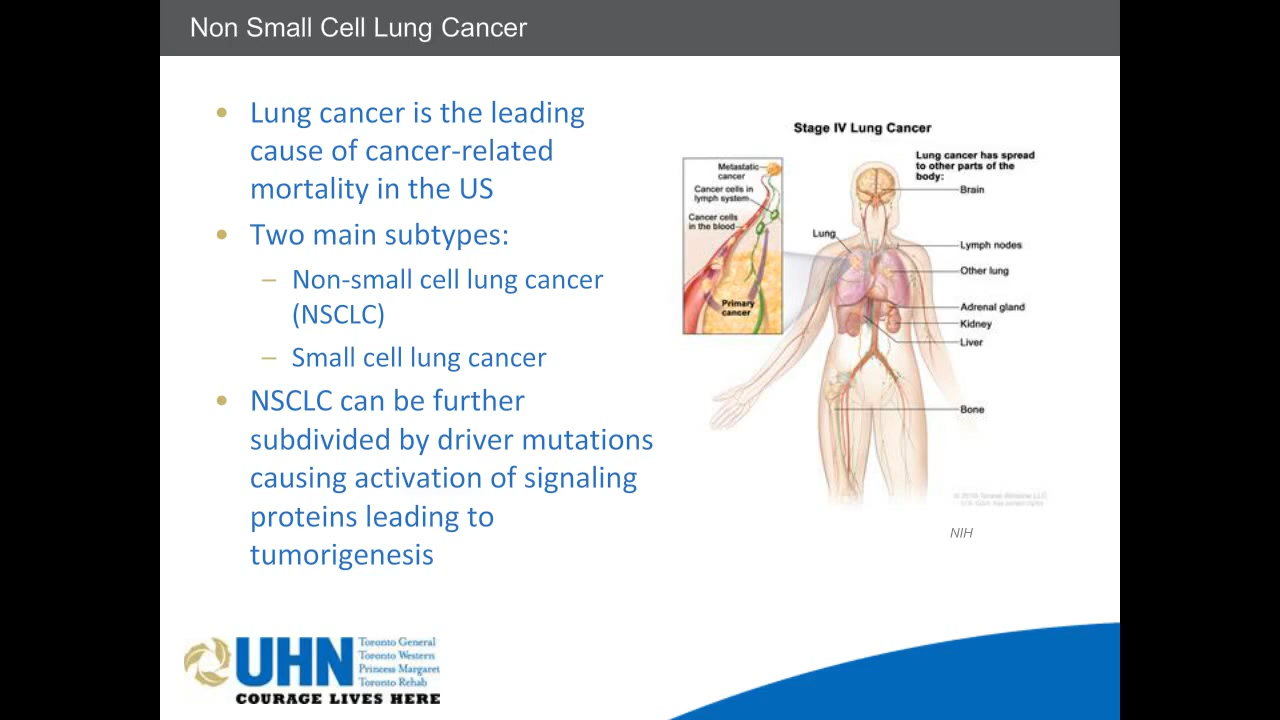 Non Small Cell Lung Cancer
• Lung cancer is the leading
cause of cancer-related
mortality in the US
• Two main subtypes:
– Non-small cell lung cancer
(NSCLC)
– Small cell lung cancer
• NSCLC can be further
subdivided by driver mutations
causing activation of signaling
proteins leading to
tumorigenesis
Stage IV Lung Cancer
Metastatic
cancer
Cancer cells in
lymph system
Cancer cells
in the blood
Primary
cancer
Lung cancer has spread
to other parts of the
body:
Brain
Lung
Lymph nodes
Other lung
Adrenal gland
Kidney
Liver
Bone
NIH
UHN
Toronto General
Toronto Western
Princess Margaret
Toronto Rehab
COURAGE LIVES HERE